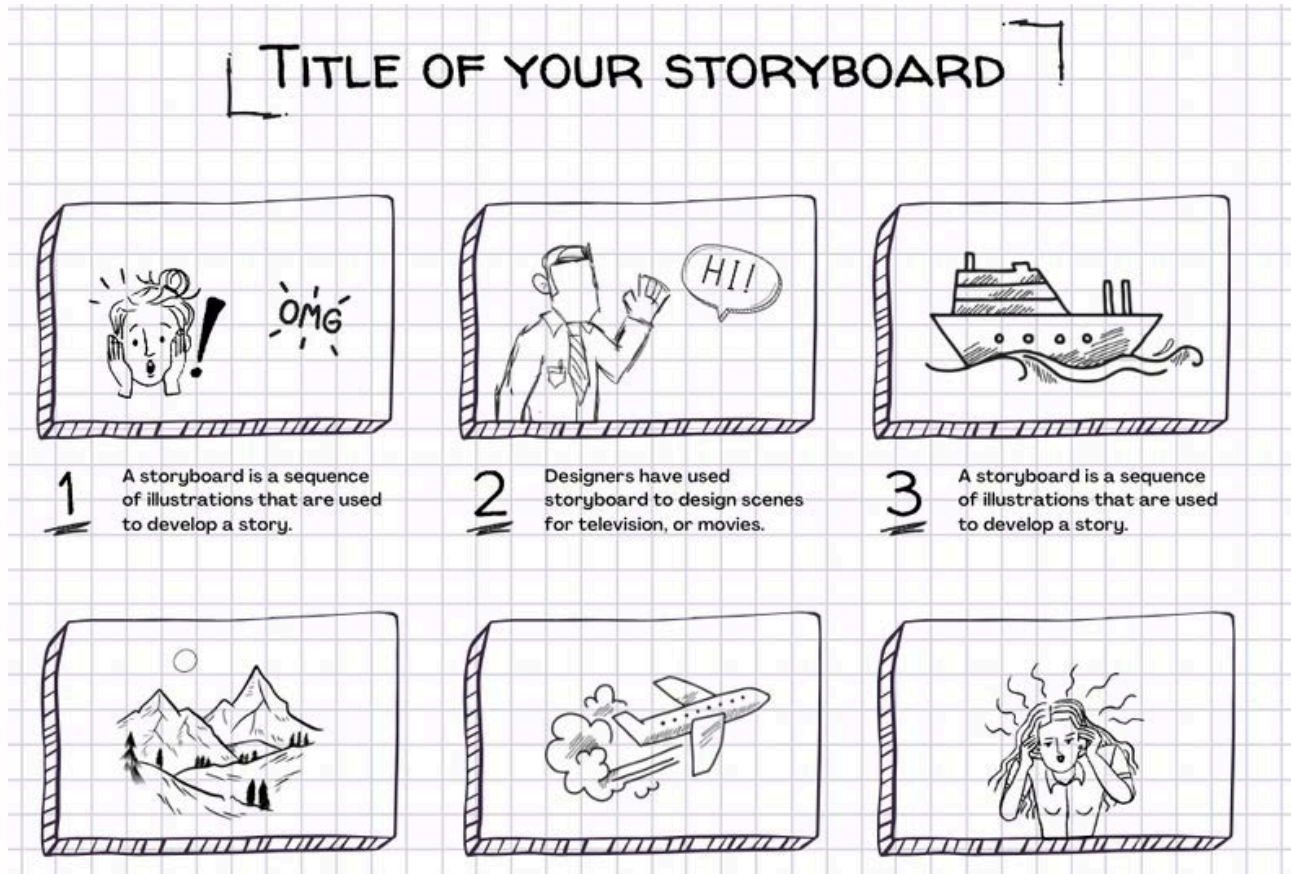 TITLE OF YOUR STORYBOARD
OMG
HI!
1
A storyboard is a sequence
of illustrations that are used
to develop a story.
2
Designers have used
storyboard to design scenes
for television, or movies.
3
A storyboard is a sequence
of illustrations that are used
to develop a story.